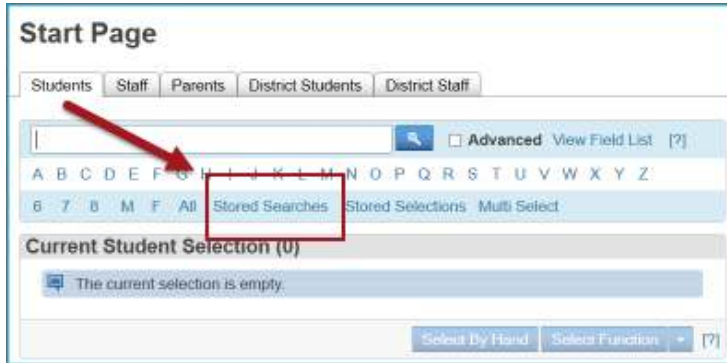 Start Page
Students Staff Parents District Students District Staff
Advanced View Field List [?]
A B C D E F G H I J K L M N O P Q R S T U V W X Y Z
6 7 8 M F All Stored Searches Stored Selections Multi Select
Current Student Selection (0)
The current selection is empty.
Select By Hand Select Function [?]